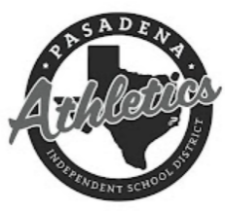 PASADENA
Athletics
INDEPENDENT SCHOOL DISTRICT